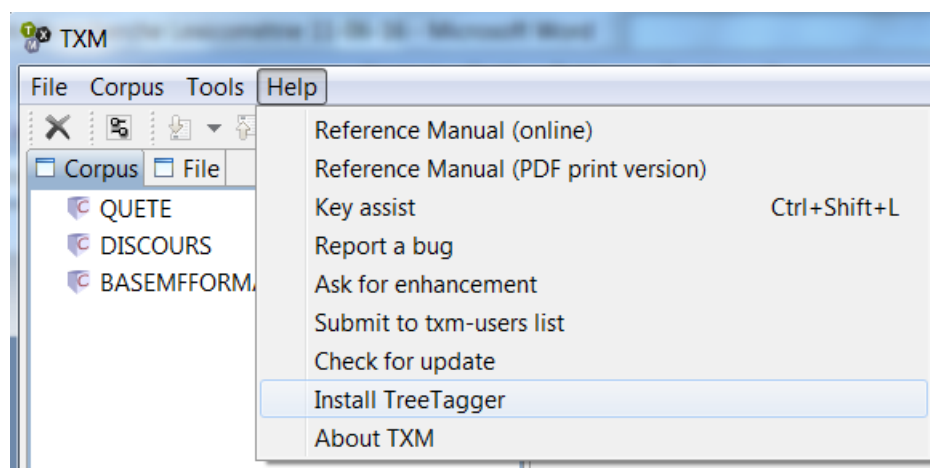 TXM
File Corpus Tools Help
Corpus File
QUETE
DISCOURS
BASEMFFORM
Reference Manual (online)
Reference Manual (PDF print version)
Key assist Ctrl+Shift+L
Report a bug
Ask for enhancement
Submit to txm-users list
Check for update
Install TreeTagger
About TXM